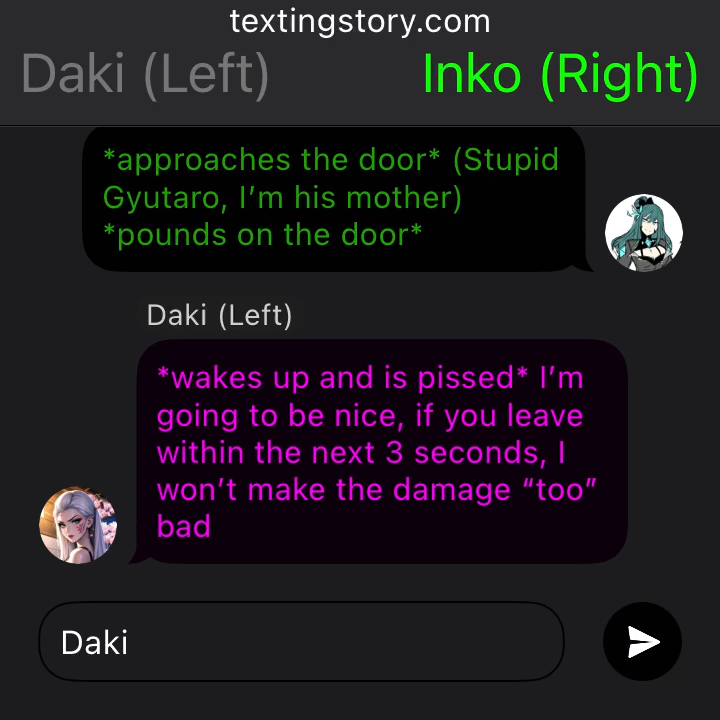 textingstory.com
Daki (Left)
Inko (Right)
*approaches the door* (Stupid
Gyutaro, I’m his mother)
*pounds on the door*
Daki (Left)
*wakes up and is pissed* I’m
going to be nice, if you leave
within the next 3 seconds, I
won’t make the damage “too”
bad
Daki